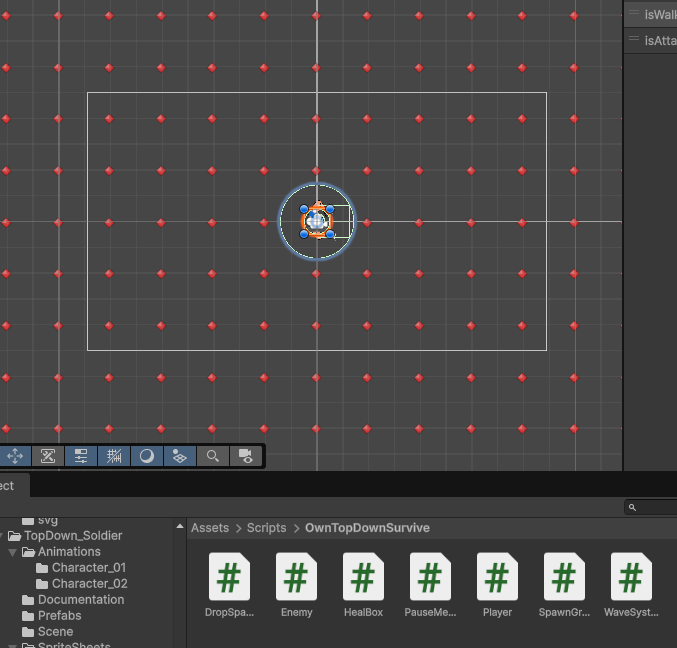 isWalk
isAtta
ect
svg
TopDown_Soldier
Animations
Character_01
Character_02
Documentation
Prefabs
Scene
SpriteSheets
Assets > Scripts > OwnTopDownSurvive
DropSpa...
Enemy
HealBox
PauseMe...
Player
SpawnGr...
WaveSyst...